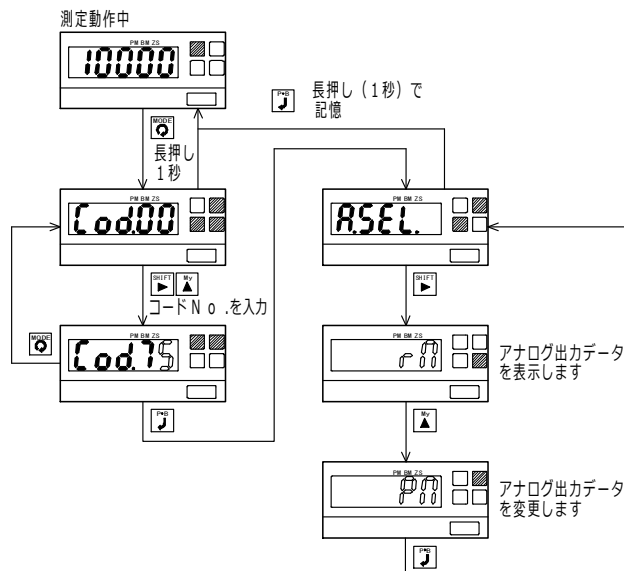 測定動作中
PM BM ZS
10000
P•B
長押し(1秒)で
記憶
MODE
長押し
1秒
PM BM ZS
Cod.00
PM BM ZS
A.SEL.
SHIFT
My
コードNo.を入力
SHIFT
MODE
PM BM ZS
Cod.75
PM BM ZS
rM
アナログ出力データ
を表示します
P•B
My
PM BM ZS
PM
アナログ出力データ
を変更します
P•B